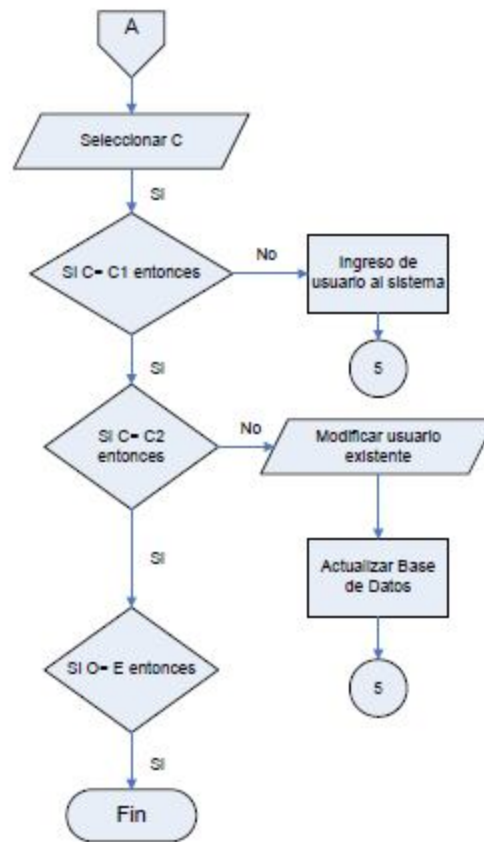 A
Seleccionar C
SI
SI C= C1 entonces
No
Ingreso de
usuario al sistema
5
SI
SI C= C2
entonces
No
Modificar usuario
existente
Actualizar Base
de Datos
5
SI
SI O= E entonces
SI
Fin